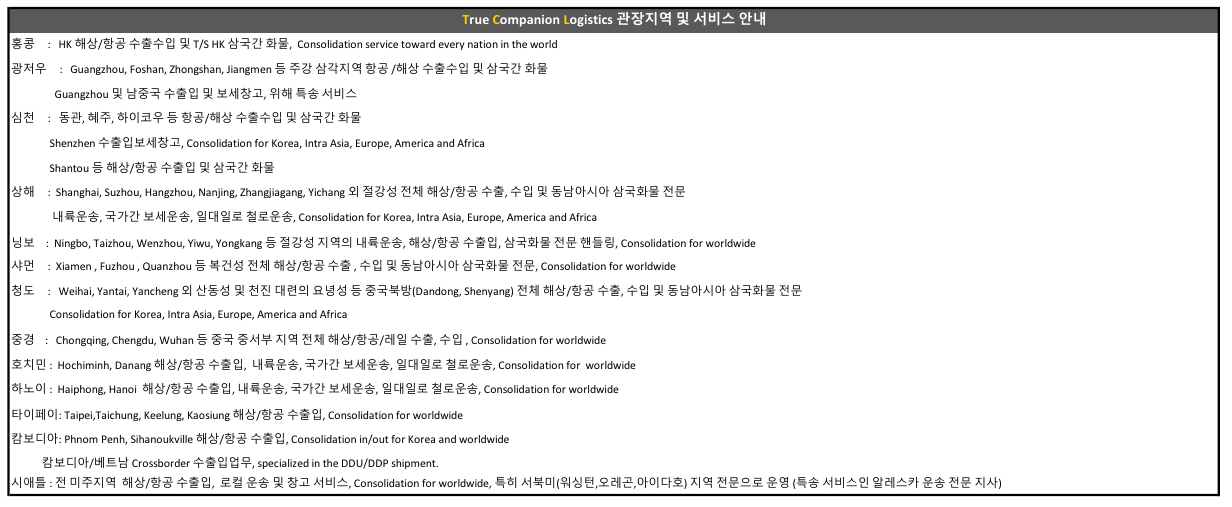 True Companion Logistics 관장지역 및 서비스 안내
홍콩 : HK 해상/항공 수출수입 및 T/S HK 삼국간 화물, Consolidation service toward every nation in the world
광저우 : Guangzhou, Foshan, Zhongshan, Jiangmen 등 주강 삼각지역 항공 /해상 수출수입 및 삼국간 화물
Guangzhou 및 남중국 수출입 및 보세창고, 위해 특송 서비스
심천 : 동관, 혜주, 하이코우 등 항공/해상 수출수입 및 삼국간 화물
Shenzhen 수출입보세창고, Consolidation for Korea, Intra Asia, Europe, America and Africa
Shantou 등 해상/항공 수출입 및 삼국간 화물
상해 : Shanghai, Suzhou, Hangzhou, Nanjing, Zhangjiagang, Yichang 외 절강성 전체 해상/항공 수출, 수입 및 동남아시아 삼국화물 전문
내륙운송, 국가간 보세운송, 일대일로 철로운송, Consolidation for Korea, Intra Asia, Europe, America and Africa
닝보 : Ningbo, Taizhou, Wenzhou, Yiwu, Yongkang 등 절강성 지역의 내륙운송, 해상/항공 수출입, 삼국화물 전문 핸들링, Consolidation for worldwide
샤먼 : Xiamen , Fuzhou , Quanzhou 등 복건성 전체 해상/항공 수출 , 수입 및 동남아시아 삼국화물 전문, Consolidation for worldwide
청도 : Weihai, Yantai, Yancheng 외 산동성 및 천진 대련의 요녕성 등 중국북방(Dandong, Shenyang) 전체 해상/항공 수출, 수입 및 동남아시아 삼국화물 전문
Consolidation for Korea, Intra Asia, Europe, America and Africa
중경 : Chongqing, Chengdu, Wuhan 등 중국 중서부 지역 전체 해상/항공/레일 수출, 수입 , Consolidation for worldwide
호치민 : Hochiminh, Danang 해상/항공 수출입, 내륙운송, 국가간 보세운송, 일대일로 철로운송, Consolidation for worldwide
하노이 : Haiphong, Hanoi 해상/항공 수출입, 내륙운송, 국가간 보세운송, 일대일로 철로운송, Consolidation for worldwide
타이페이: Taipei,Taichung, Keelung, Kaosiung 해상/항공 수출입, Consolidation for worldwide
캄보디아: Phnom Penh, Sihanoukville 해상/항공 수출입, Consolidation in/out for Korea and worldwide
캄보디아/베트남 Crossborder 수출입업무, specialized in the DDU/DDP shipment.
시애틀 : 전 미주지역 해상/항공 수출입, 로컬 운송 및 창고 서비스, Consolidation for worldwide, 특히 서북미(워싱턴,오레곤,아이다호) 지역 전문으로 운영 (특송 서비스인 알레스카 운송 전문 지사)